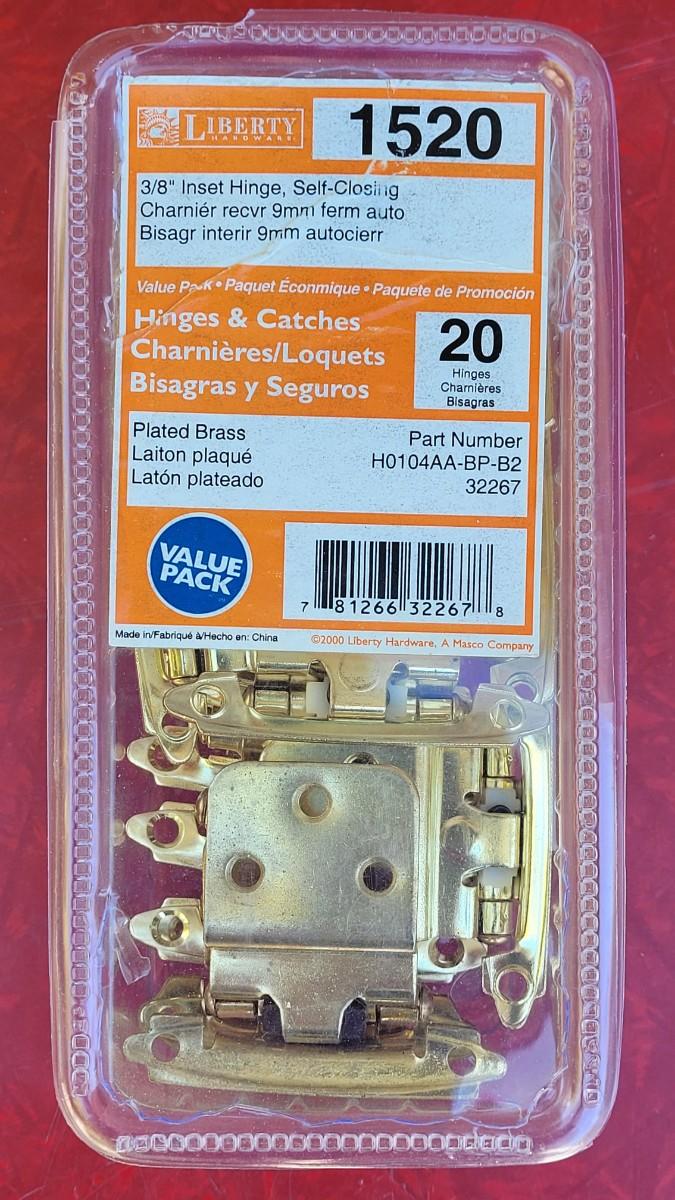 LIBERTY
HARDWARE
1520
3/8" Inset Hinge, Self-Closing
Charniér recvr 9mm ferm auto
Bisagr interir 9mm autocierr
Value Pack • Paquet Éconmique • Paquete de Promoción
Hinges & Catches
Charnières/Loquets
Bisagras y Seguros
20
Hinges
Charnières
Bisagras
Plated Brass
Laiton plaqué
Latón plateado
Part Number
H0104AA-BP-B2
32267
VALUE
PACK
7 81266 32267 8
Made in/Fabriqué à/Hecho en: China
©2000 Liberty Hardware, A Masco Company